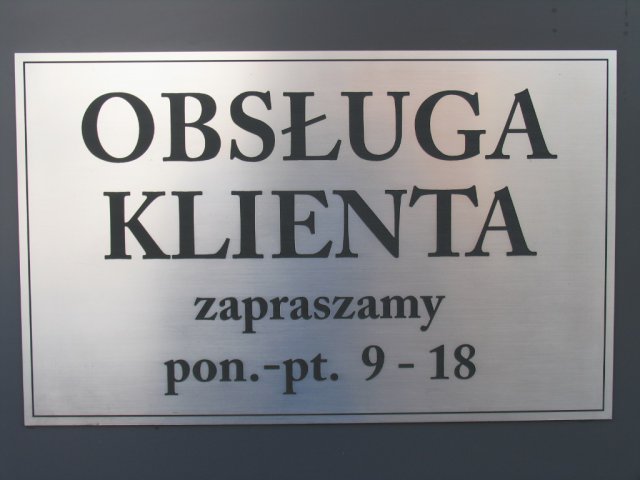 OBSŁUGA
KLIENTA
zapraszamy
pon.-pt. 9 - 18